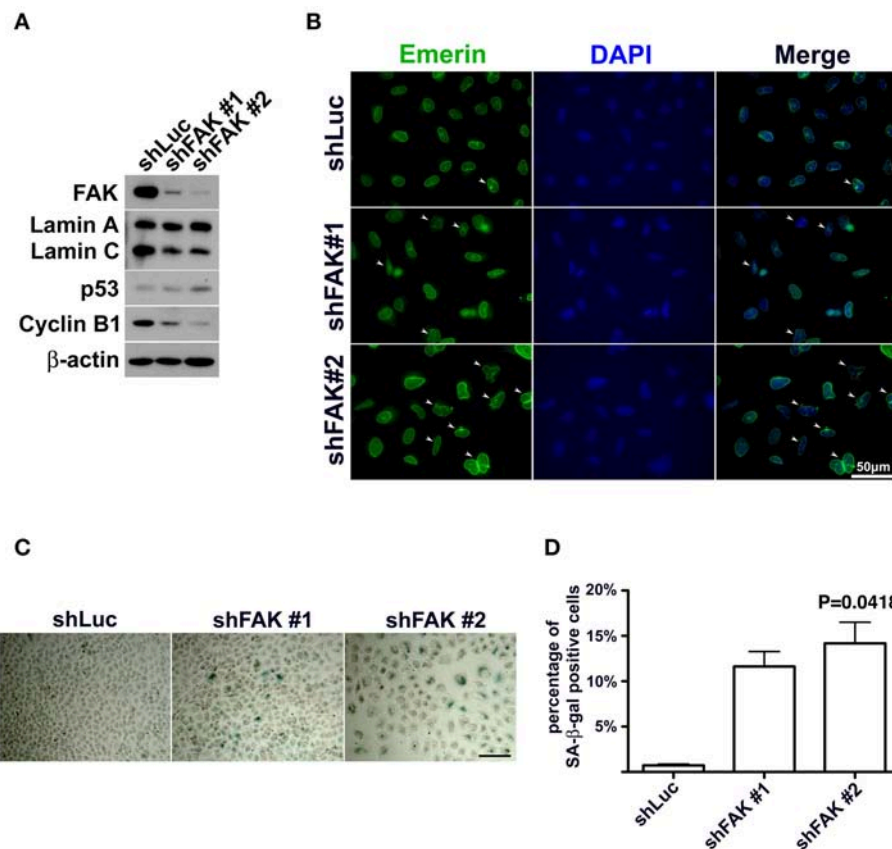 A
shLuc
shFAK #1
shFAK #2
FAK
Lamin A
Lamin C
p53
Cyclin B1
β-actin
B
Emerin DAPI Merge
shLuc
shFAK#1
shFAK#2
50µm
C
shLuc shFAK #1 shFAK #2
D
percentage of
SA-β-gal positive cells
20%
15%
10%
5%
P=0.0418
shLuc
shFAK #1
shFAK #2